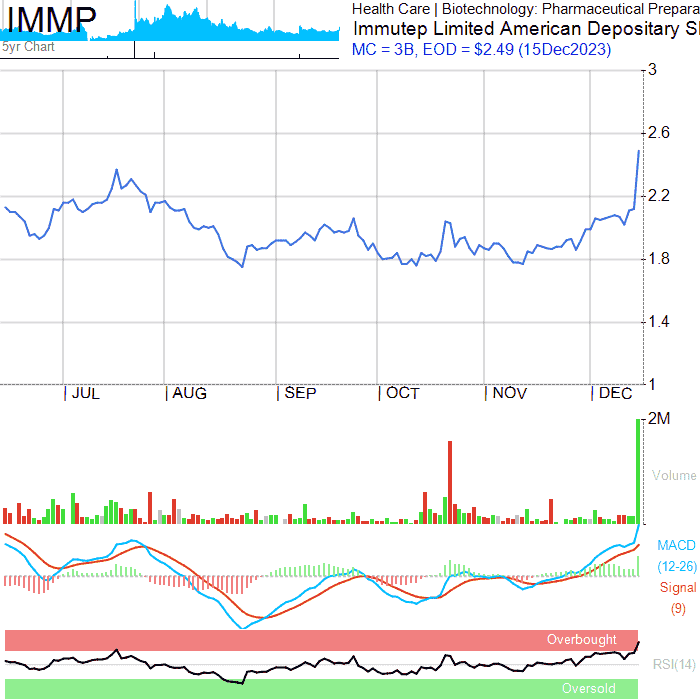 IMMP
5yr Chart
Health Care | Biotechnology: Pharmaceutical Prepara
Immutep Limited American Depositary S
MC = 3B, EOD = $2.49 (15Dec2023)
3
2.6
2.2
1.8
1.4
1
JUL AUG SEP OCT NOV DEC
2M
Volume
MACD
(12-26)
Signal
(9)
Overbought
RSI(14)
Oversold